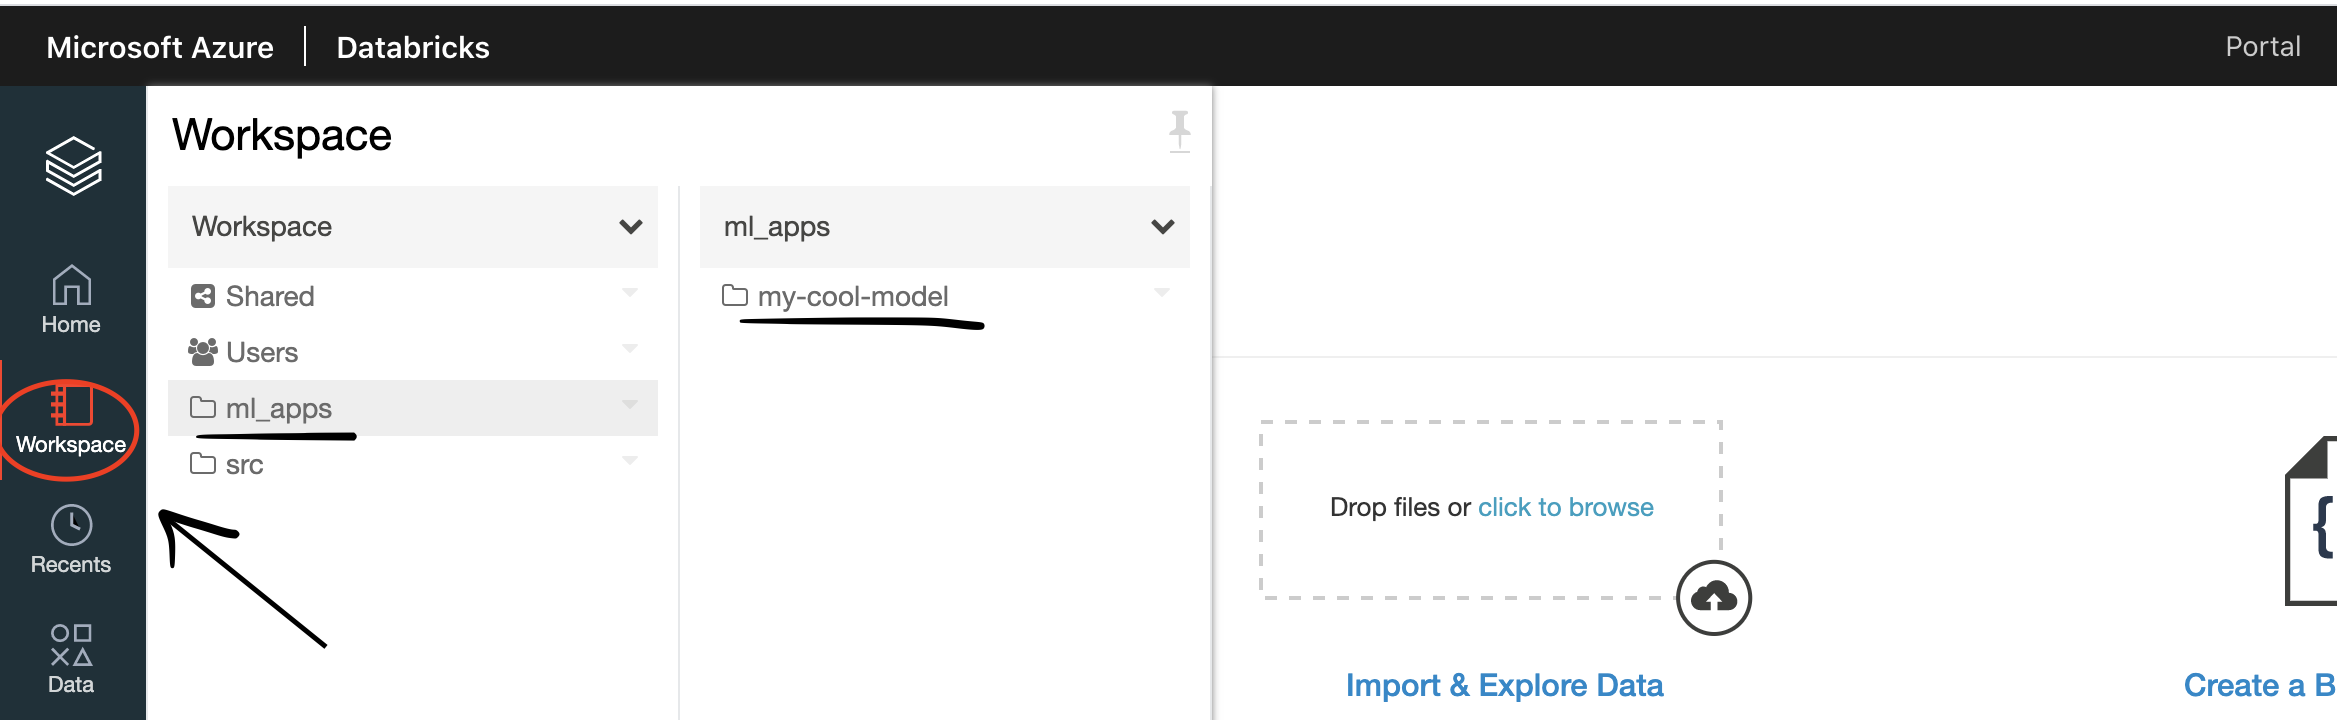 Microsoft Azure | Databricks
Portal
Home
Workspace
Recents
Data
Workspace
Workspace
Shared
Users
ml_apps
src
ml_apps
my-cool-model
Drop files or click to browse
Import & Explore Data
{
Create a B